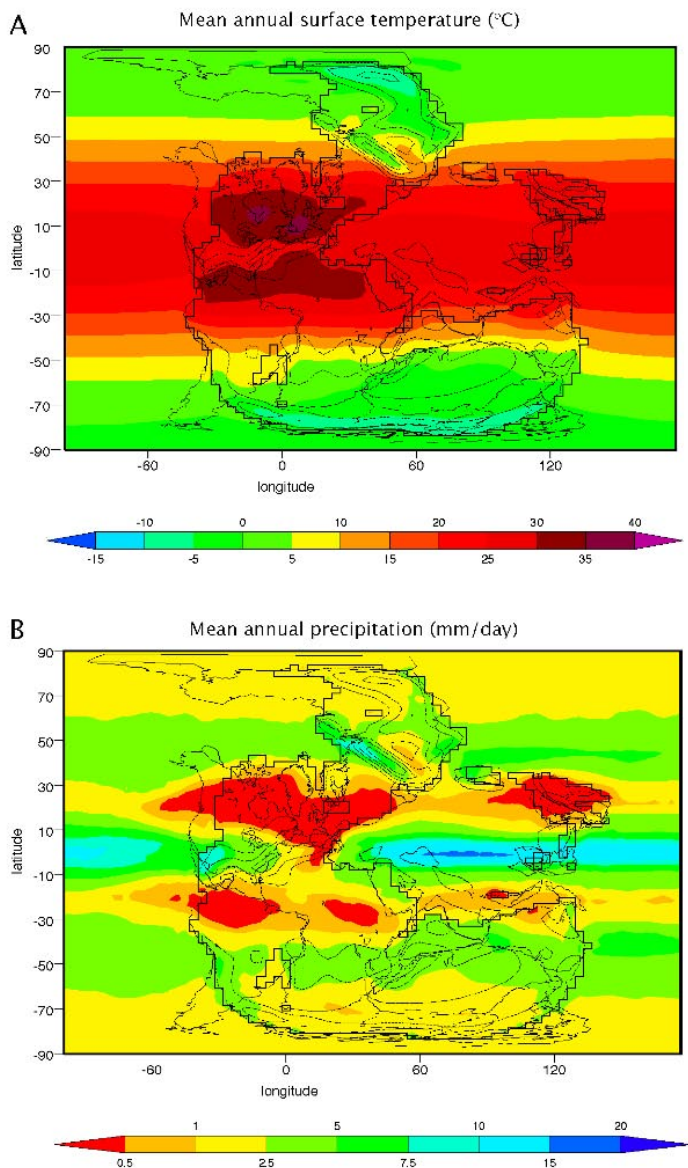 A
Mean annual surface temperature (°C)
90
70
50
30
10
-10
-30
-50
-70
-90
latitude
-60 0 60 120
longitude
-10 0 10 20 30 40
-15 -5 5 15 25 35
B
Mean annual precipitation (mm/day)
90
70
50
30
10
-10
-30
-50
-70
-90
latitude
-60 0 60 120
longitude
1 5 10 20
0.5 2.5 7.5 15